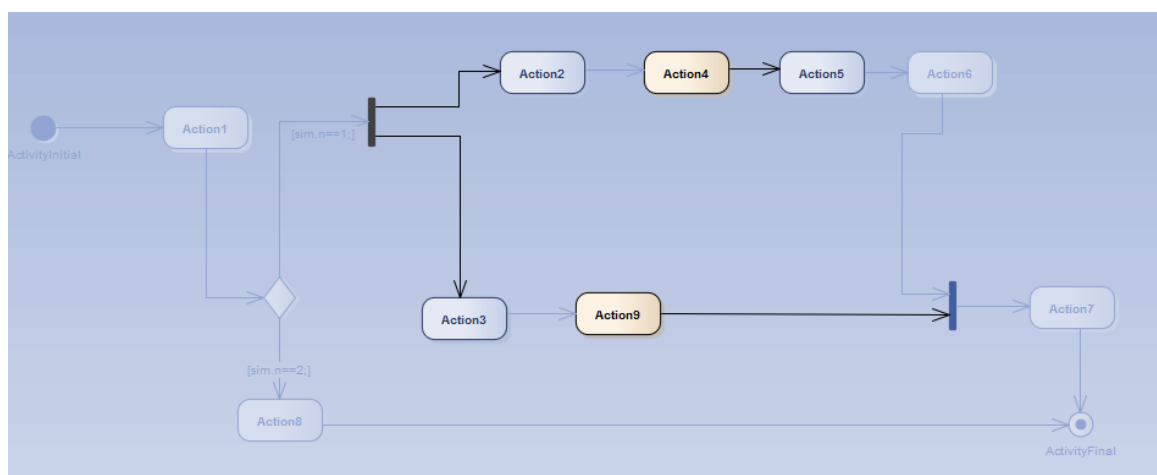 Action2
Action4
Action5
Action6
Action1
[sim.n==1;]
ActivityInitial
Action3
Action9
Action7
[sim.n==2;]
Action8
ActivityFinal